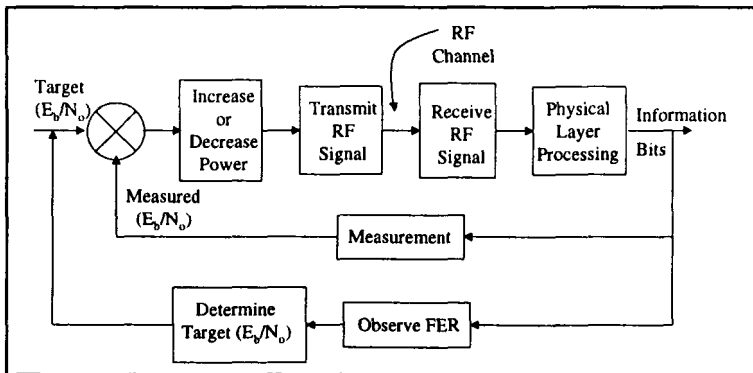 RF
Channel
Target
(E_b/N_o)
Increase
or
Decrease
Power
Transmit
RF
Signal
Receive
RF
Signal
Physical
Layer
Processing
Information
Bits
Measured
(E_b/N_o)
Measurement
Determine
Target (E_b/N_o)
Observe FER